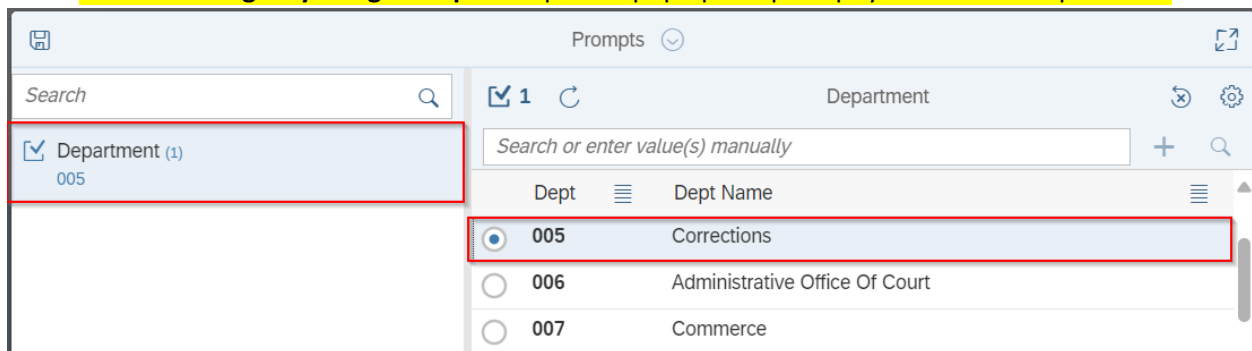 Prompts
Search
1
Department
Department (1)
005
Search or enter value(s) manually
Dept
Dept Name
005 Corrections
006 Administrative Office Of Court
007 Commerce